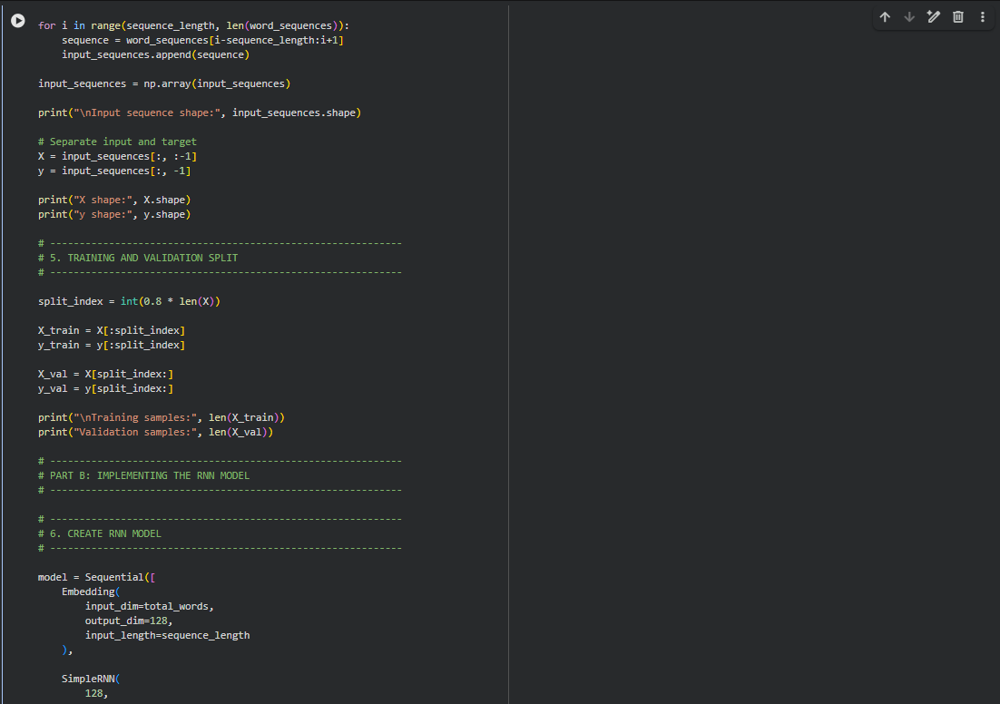 for i in range(sequence_length, len(word_sequences)):
    sequence = word_sequences[i-sequence_length:i+1]
    input_sequences.append(sequence)

input_sequences = np.array(input_sequences)

print("\nInput sequence shape:", input_sequences.shape)

# Separate input and target
X = input_sequences[:, :-1]
y = input_sequences[:, -1]

print("X shape:", X.shape)
print("y shape:", y.shape)

# ------------------------------------------------------------
# 5. TRAINING AND VALIDATION SPLIT
# ------------------------------------------------------------

split_index = int(0.8 * len(X))

X_train = X[:split_index]
y_train = y[:split_index]

X_val = X[split_index:]
y_val = y[split_index:]

print("\nTraining samples:", len(X_train))
print("Validation samples:", len(X_val))

# ------------------------------------------------------------
# PART B: IMPLEMENTING THE RNN MODEL
# ------------------------------------------------------------

# ------------------------------------------------------------
# 6. CREATE RNN MODEL
# ------------------------------------------------------------

model = Sequential([
    Embedding(
        input_dim=total_words,
        output_dim=128,
        input_length=sequence_length
    ),

    SimpleRNN(
        128,